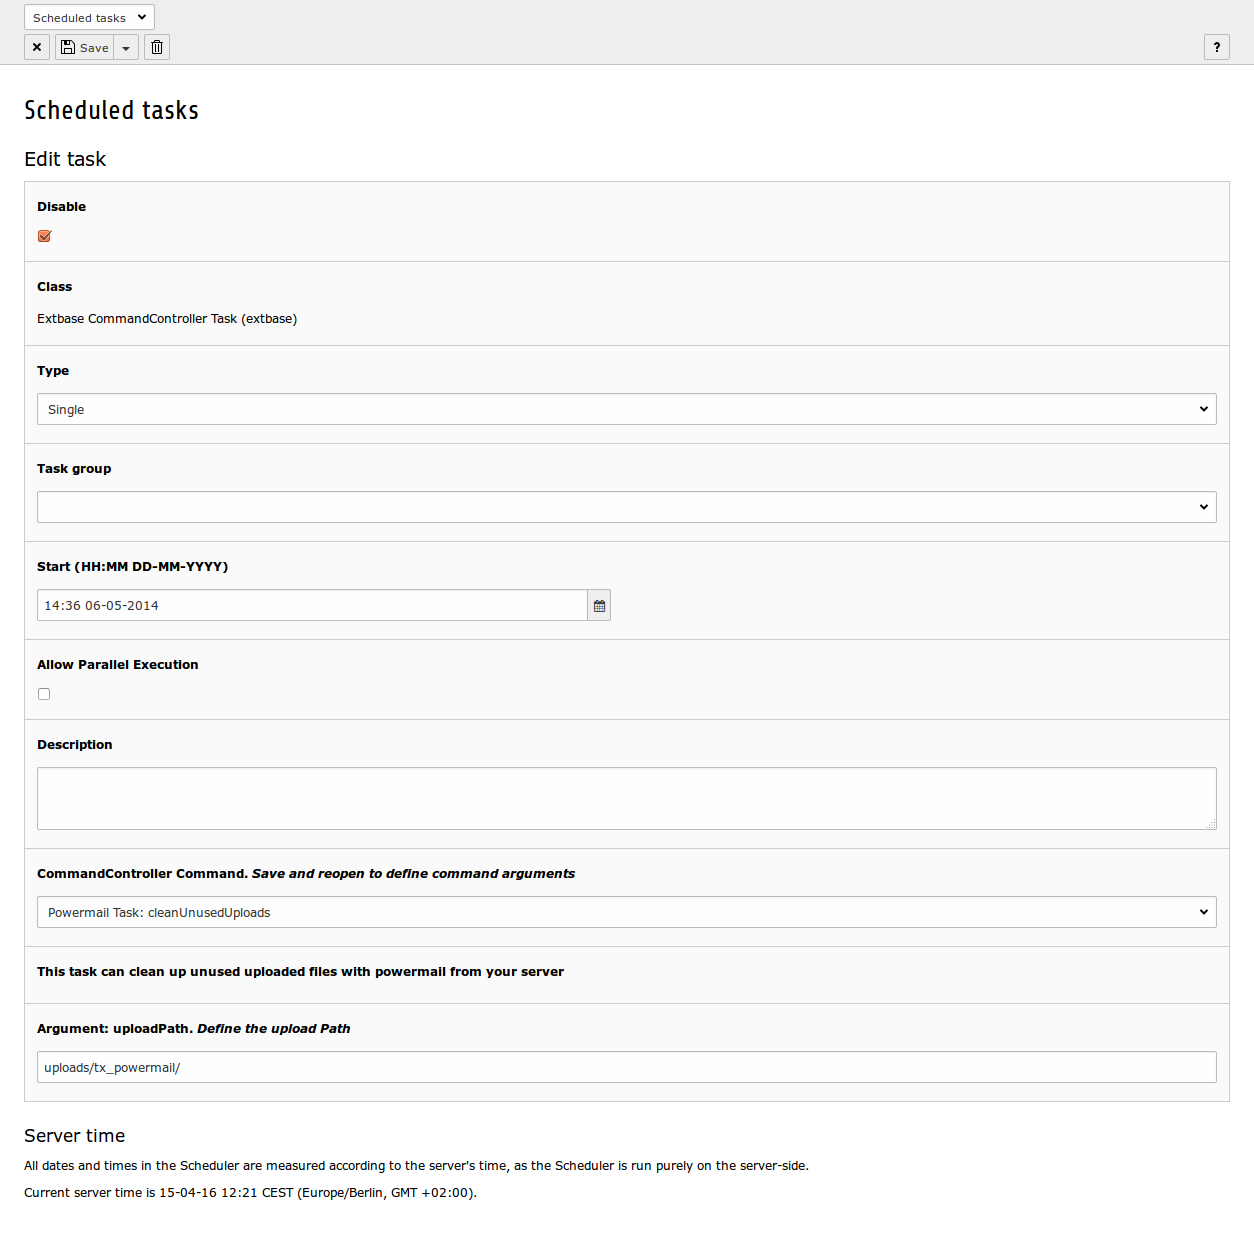 Scheduled tasks
Save
?
Scheduled tasks
Edit task
Disable
Class
Extbase CommandController Task (extbase)
Type
Single
Task group
Start (HH:MM DD-MM-YYYY)
14:36 06-05-2014
Allow Parallel Execution
Description
CommandController Command. Save and reopen to define command arguments
Powermail Task: cleanUnusedUploads
This task can clean up unused uploaded files with powermail from your server
Argument: uploadPath. Define the upload Path
uploads/tx_powermail/
Server time
All dates and times in the Scheduler are measured according to the server's time, as the Scheduler is run purely on the server-side.
Current server time is 15-04-16 12:21 CEST (Europe/Berlin, GMT +02:00).